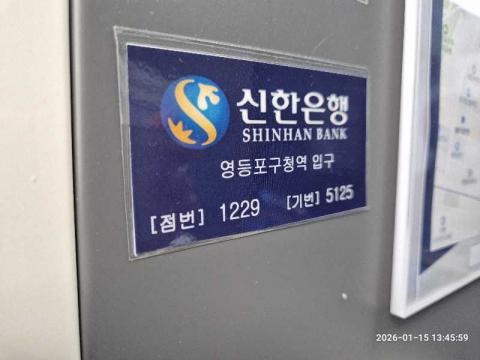 신한은행
SHINHAN BANK
영등포구청역 입구
[점번] 1229 [기번] 5125
2026-01-15 13:45:59